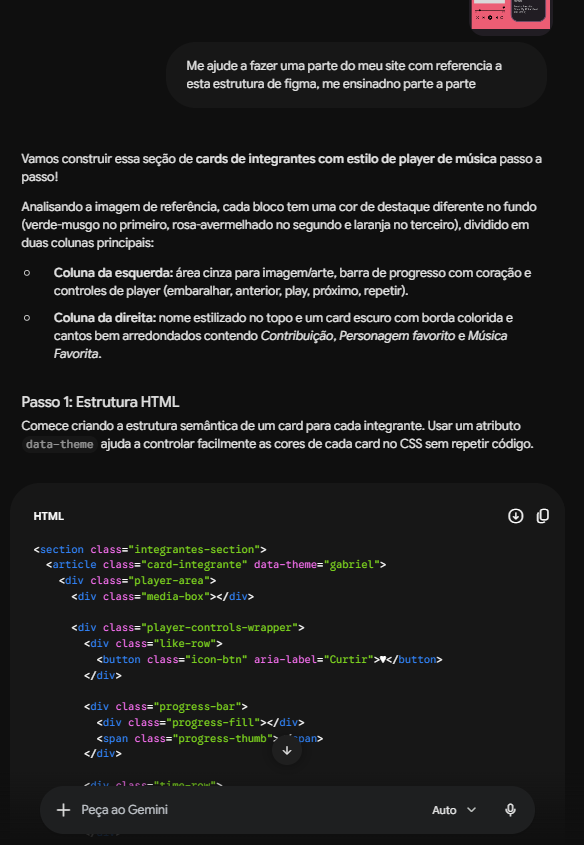 Me ajude a fazer uma parte do meu site com referencia a
esta estrutura de figma, me ensinadno parte a parte
Vamos construir essa seção de cards de integrantes com estilo de player de música passo a
passo!
Analisando a imagem de referência, cada bloco tem uma cor de destaque diferente no fundo
(verde-musgo no primeiro, rosa-avermelhado no segundo e laranja no terceiro), dividido em
duas colunas principais:
Coluna da esquerda: área cinza para imagem/arte, barra de progresso com coração e
controles de player (embaralhar, anterior, play, próximo, repetir).
Coluna da direita: nome estilizado no topo e um card escuro com borda colorida e
cantos bem arredondados contendo Contribuição, Personagem favorito e Música
Favorita.
Passo 1: Estrutura HTML
Comece criando a estrutura semântica de um card para cada integrante. Usar um atributo
data-theme ajuda a controlar facilmente as cores de cada card no CSS sem repetir código.
HTML
<section class="integrantes-section">
<article class="card-integrante" data-theme="gabriel">
<div class="player-area">
<div class="media-box"></div>
<div class="player-controls-wrapper">
<div class="like-row">
<button class="icon-btn" aria-label="Curtir">♥</button>
</div>
<div class="progress-bar">
<div class="progress-fill"></div>
<span class="progress-thumb"></span>
</div>
<div class="time-row">
Peça ao Gemini
Auto